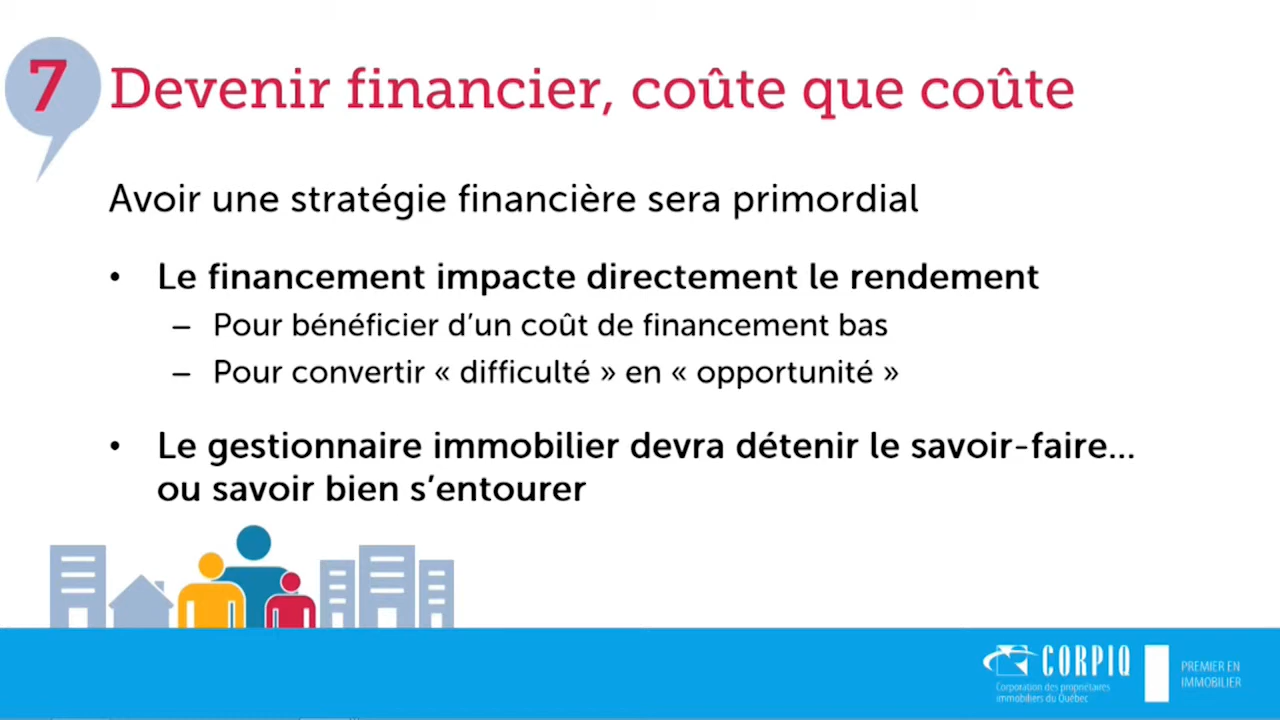 7
Devenir financier, coûte que coûte
Avoir une stratégie financière sera primordial
• Le financement impacte directement le rendement
– Pour bénéficier d’un coût de financement bas
– Pour convertir « difficulté » en « opportunité »
• Le gestionnaire immobilier devra détenir le savoir-faire...
ou savoir bien s’entourer
CORPIQ
Corporation des propriétaires
immobiliers du Québec
PREMIER EN
IMMOBILIER